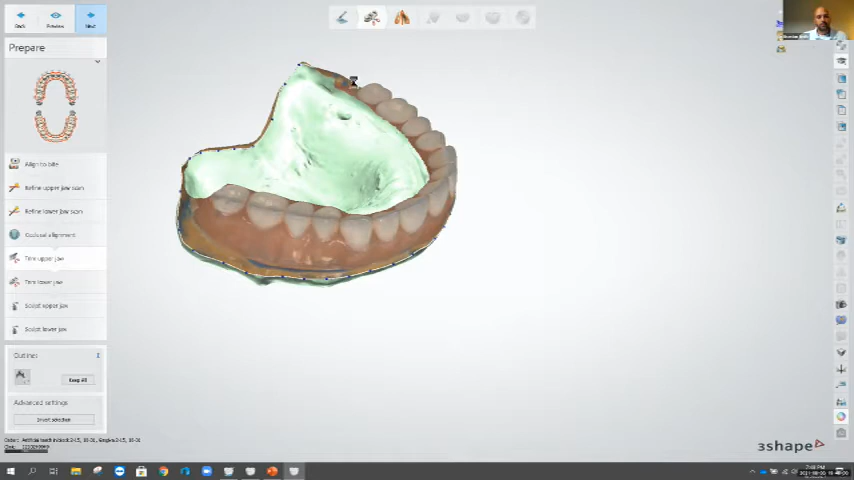 Back
Preview
Next
Prepare
Align to bite
Refine upper jaw scan
Refine lower jaw scan
Occlusal alignment
Trim upper jaw
Trim lower jaw
Sculpt upper jaw
Sculpt lower jaw
Outlines
Keep All
Advanced settings
Invert selection
3shape